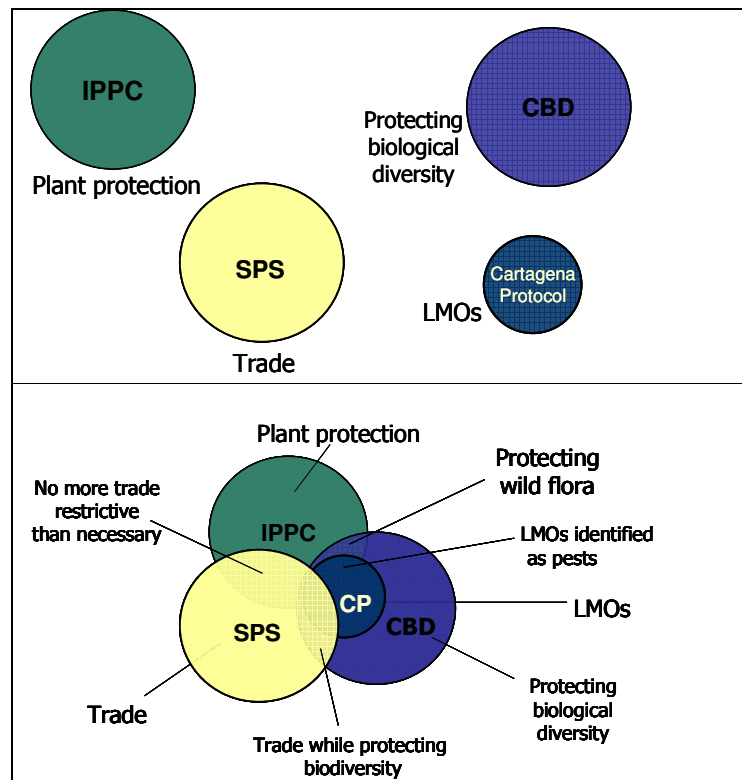 IPPC
Plant protection
CBD
Protecting
biological
diversity
SPS
Trade
Cartagena
Protocol
LMOs
Plant protection
No more trade
restrictive
than necessary
Protecting
wild flora
IPPC
LMOs identified
as pests
CP
LMOs
SPS
CBD
Trade
Protecting
biological
diversity
Trade while protecting
biodiversity